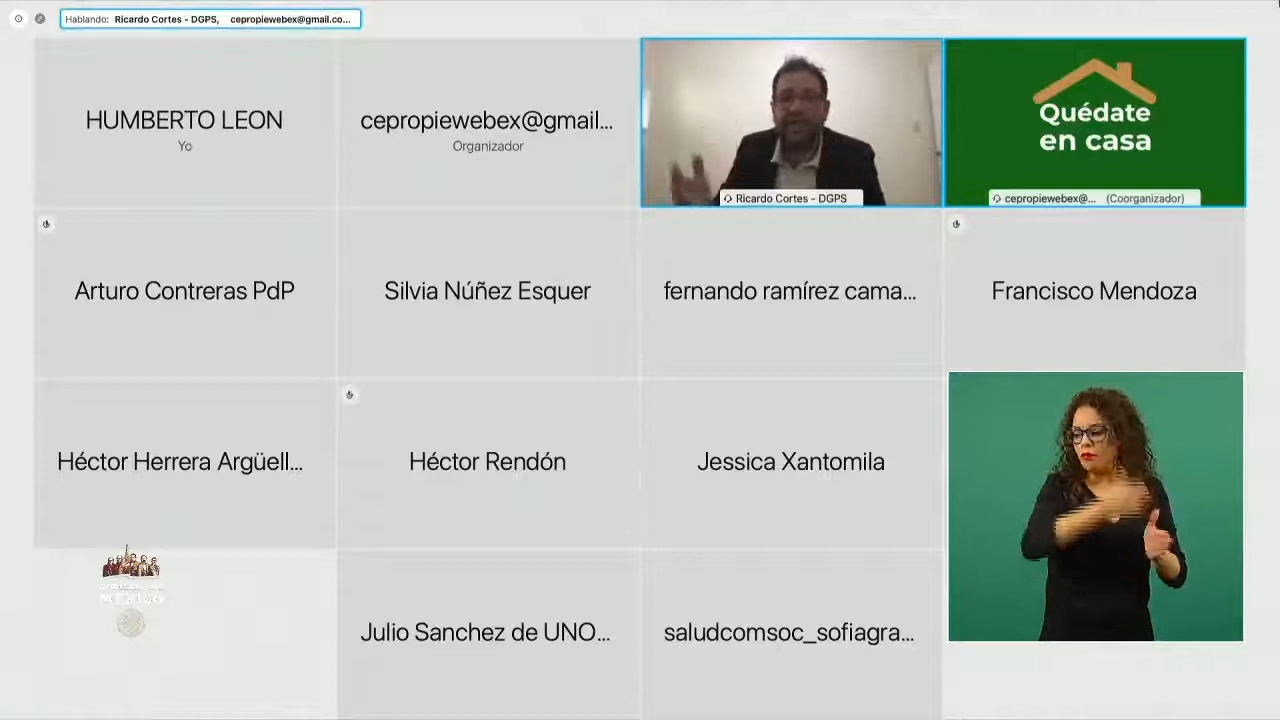 Hablando: Ricardo Cortes - DGPS, cepropiewebex@gmail.co...
HUMBERTO LEON
Yo
cepropiewebex@gmail...
Organizador
Ricardo Cortes - DGPS
Quédate
en casa
cepropiewebex@... (Coorganizador)
Arturo Contreras PdP
Silvia Núñez Esquer
fernando ramírez cama...
Francisco Mendoza
Héctor Herrera Argüell...
Héctor Rendón
Jessica Xantomila
MÉXICO
Julio Sanchez de UNO...
saludcomsoc_sofiagra...